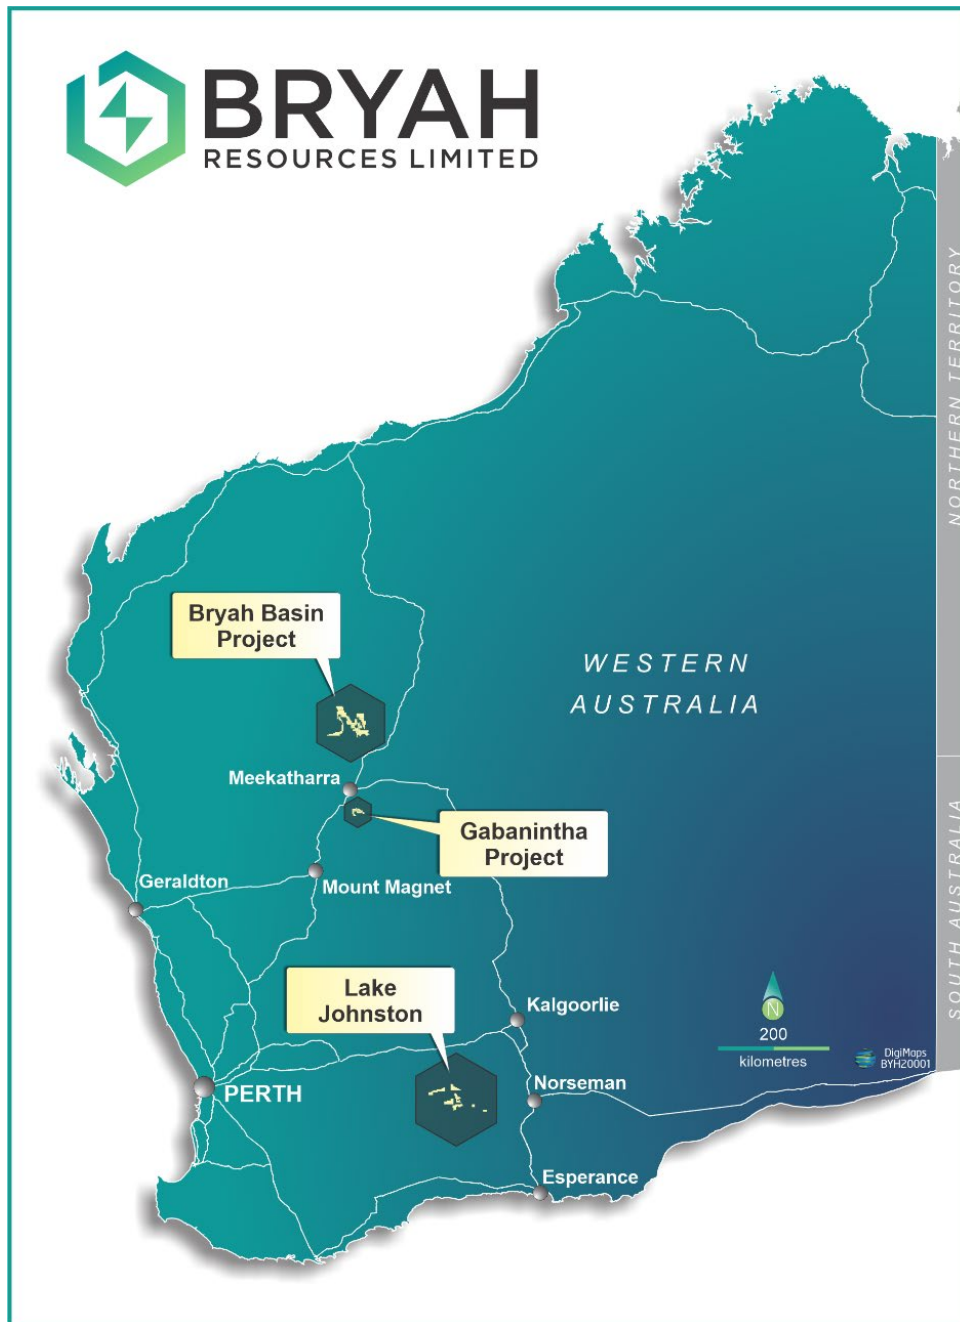 BRYAH
RESOURCES LIMITED
NORTHERN TERRITORY
Bryah Basin
Project
WESTERN
AUSTRALIA
Meekatharra
Gabanintha
Project
Geraldton
Mount Magnet
SOUTH AUSTRALIA
Lake
Johnston
Kalgoorlie
N
200
kilometres
DigiMaps
BYH20001
Norseman
PERTH
Esperance